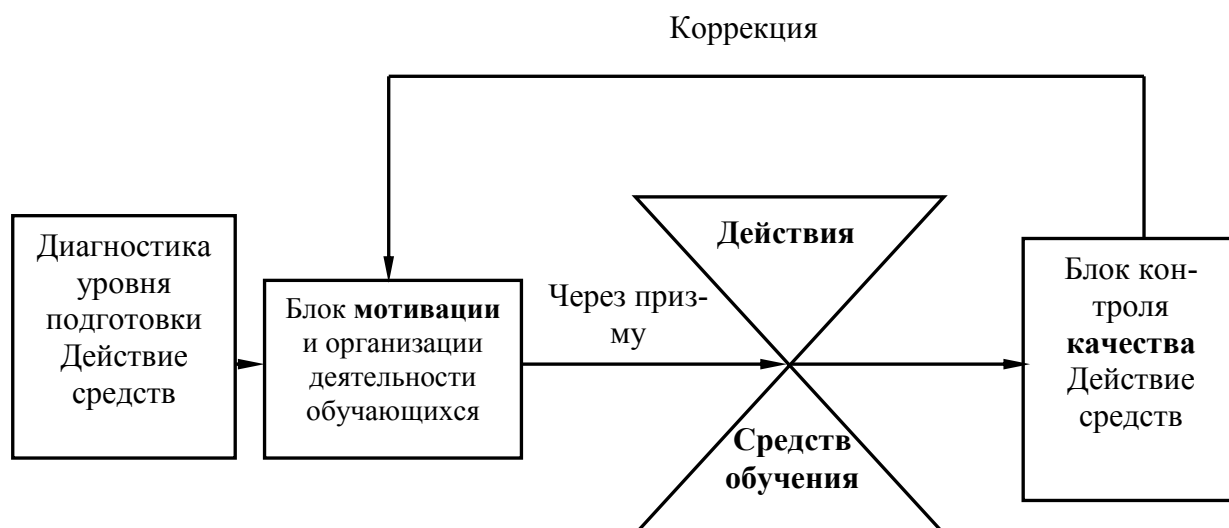 Коррекция
Диагностика
уровня
подготовки
Действие
средств
Блок мотивации
и организации
деятельности
обучающихся
Через приз-
му
Действия
Средств
обучения
Блок кон-
троля
качества
Действие
средств